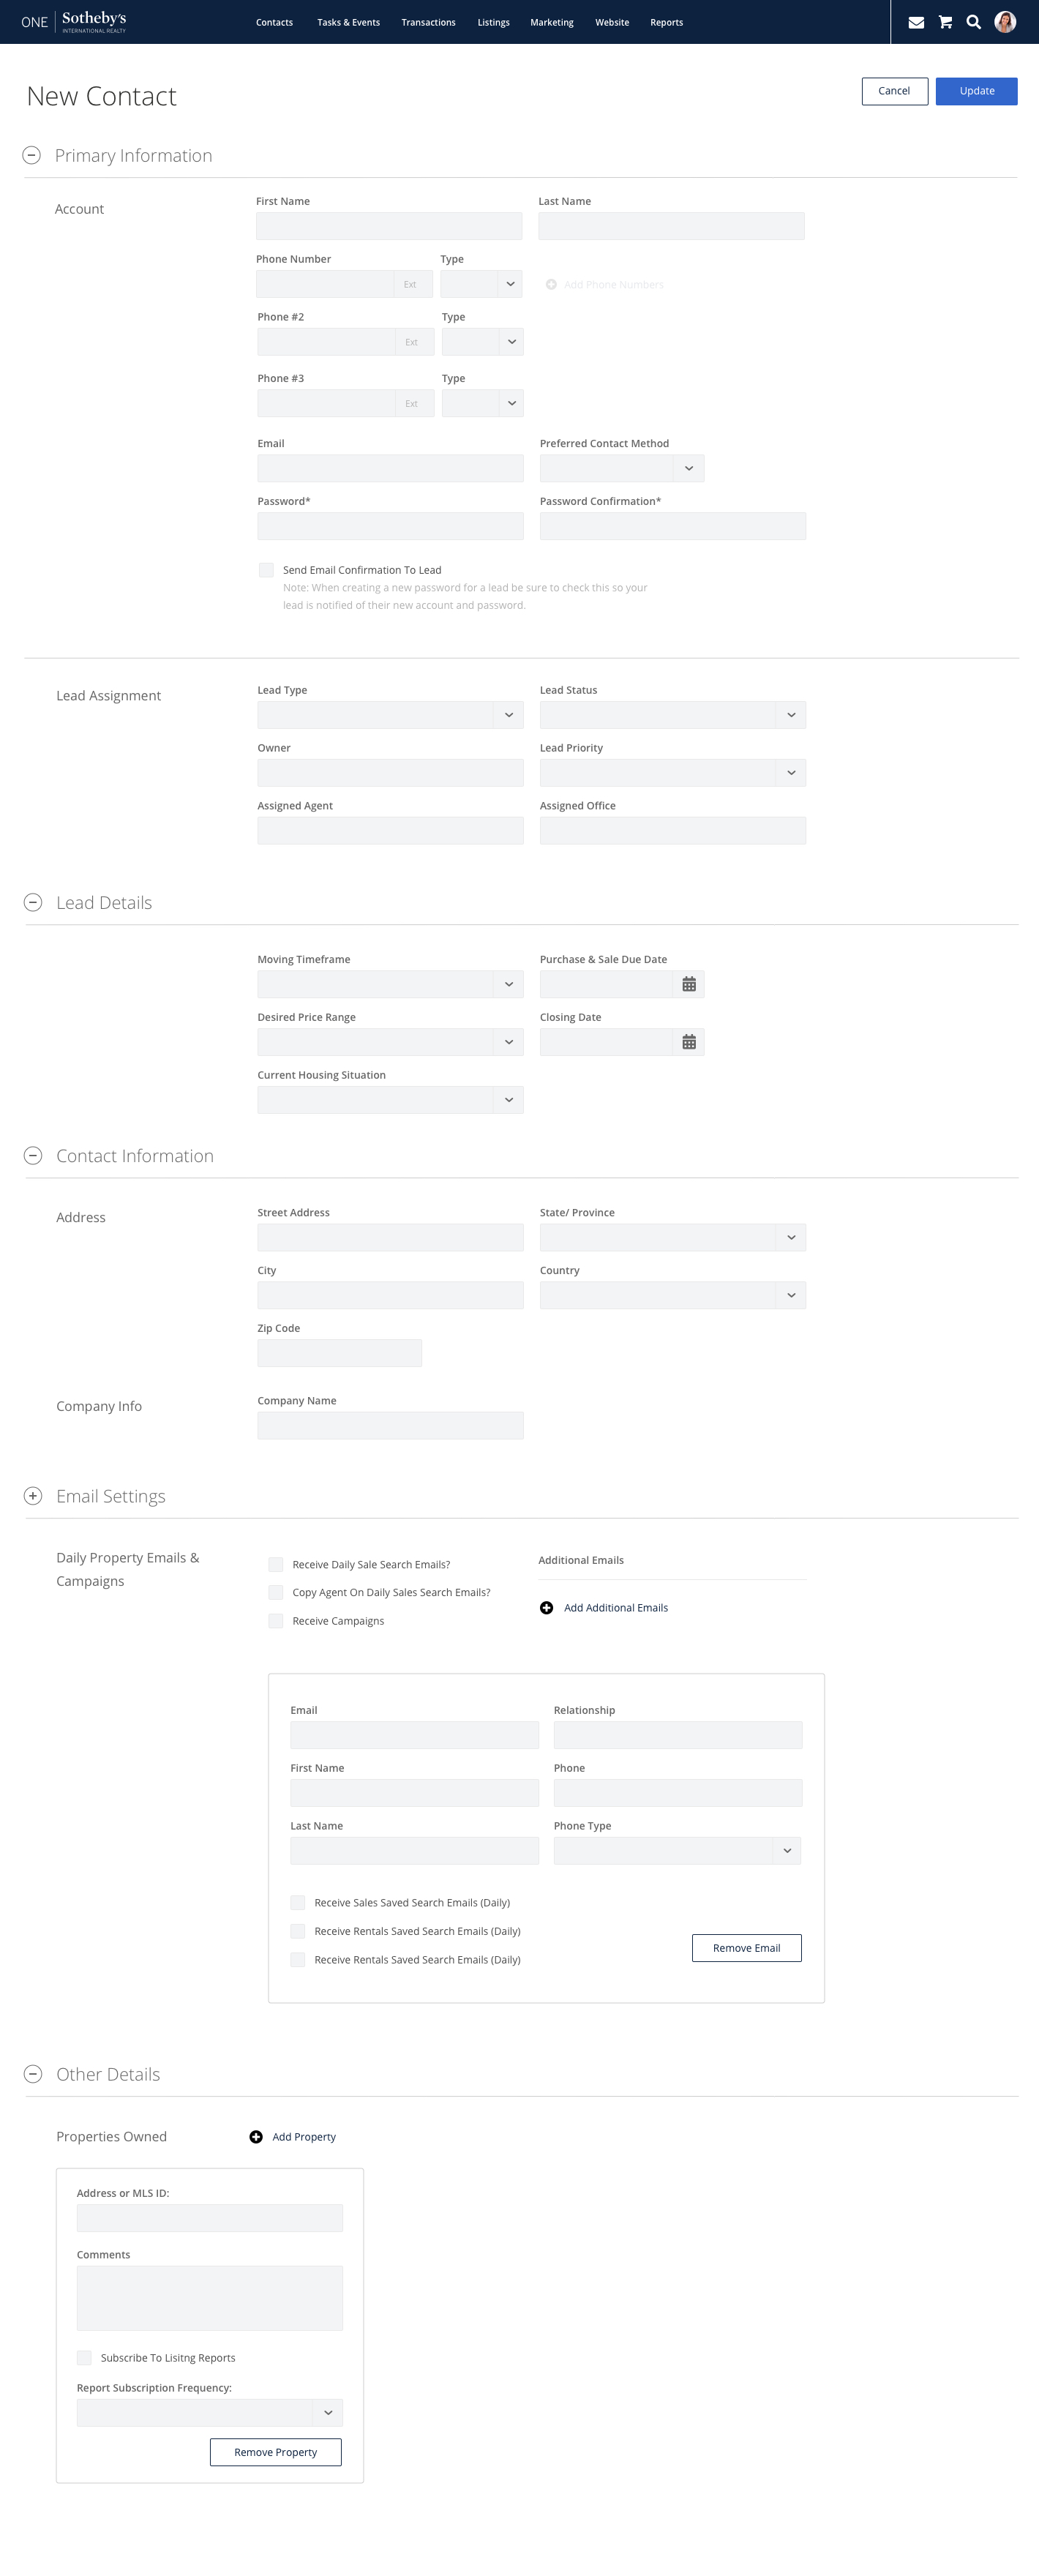 ONE Sotheby's
INTERNATIONAL REALTY
Contacts Tasks & Events Transactions Listings Marketing Website Reports
New Contact
Cancel Update
Primary Information
Account
First Name Last Name
Phone Number Type
Ext
Add Phone Numbers
Phone #2 Type
Ext
Phone #3 Type
Ext
Email Preferred Contact Method
Password* Password Confirmation*
Send Email Confirmation To Lead
Note: When creating a new password for a lead be sure to check this so your
lead is notified of their new account and password.
Lead Assignment
Lead Type Lead Status
Owner Lead Priority
Assigned Agent Assigned Office
Lead Details
Moving Timeframe Purchase & Sale Due Date
Desired Price Range Closing Date
Current Housing Situation
Contact Information
Address
Street Address State/ Province
City Country
Zip Code
Company Info
Company Name
Email Settings
Daily Property Emails &
Campaigns
Receive Daily Sale Search Emails?
Copy Agent On Daily Sales Search Emails?
Receive Campaigns
Additional Emails
Add Additional Emails
Email Relationship
First Name Phone
Last Name Phone Type
Receive Sales Saved Search Emails (Daily)
Receive Rentals Saved Search Emails (Daily)
Receive Rentals Saved Search Emails (Daily)
Remove Email
Other Details
Properties Owned
Add Property
Address or MLS ID:
Comments
Subscribe To Lisitng Reports
Report Subscription Frequency:
Remove Property